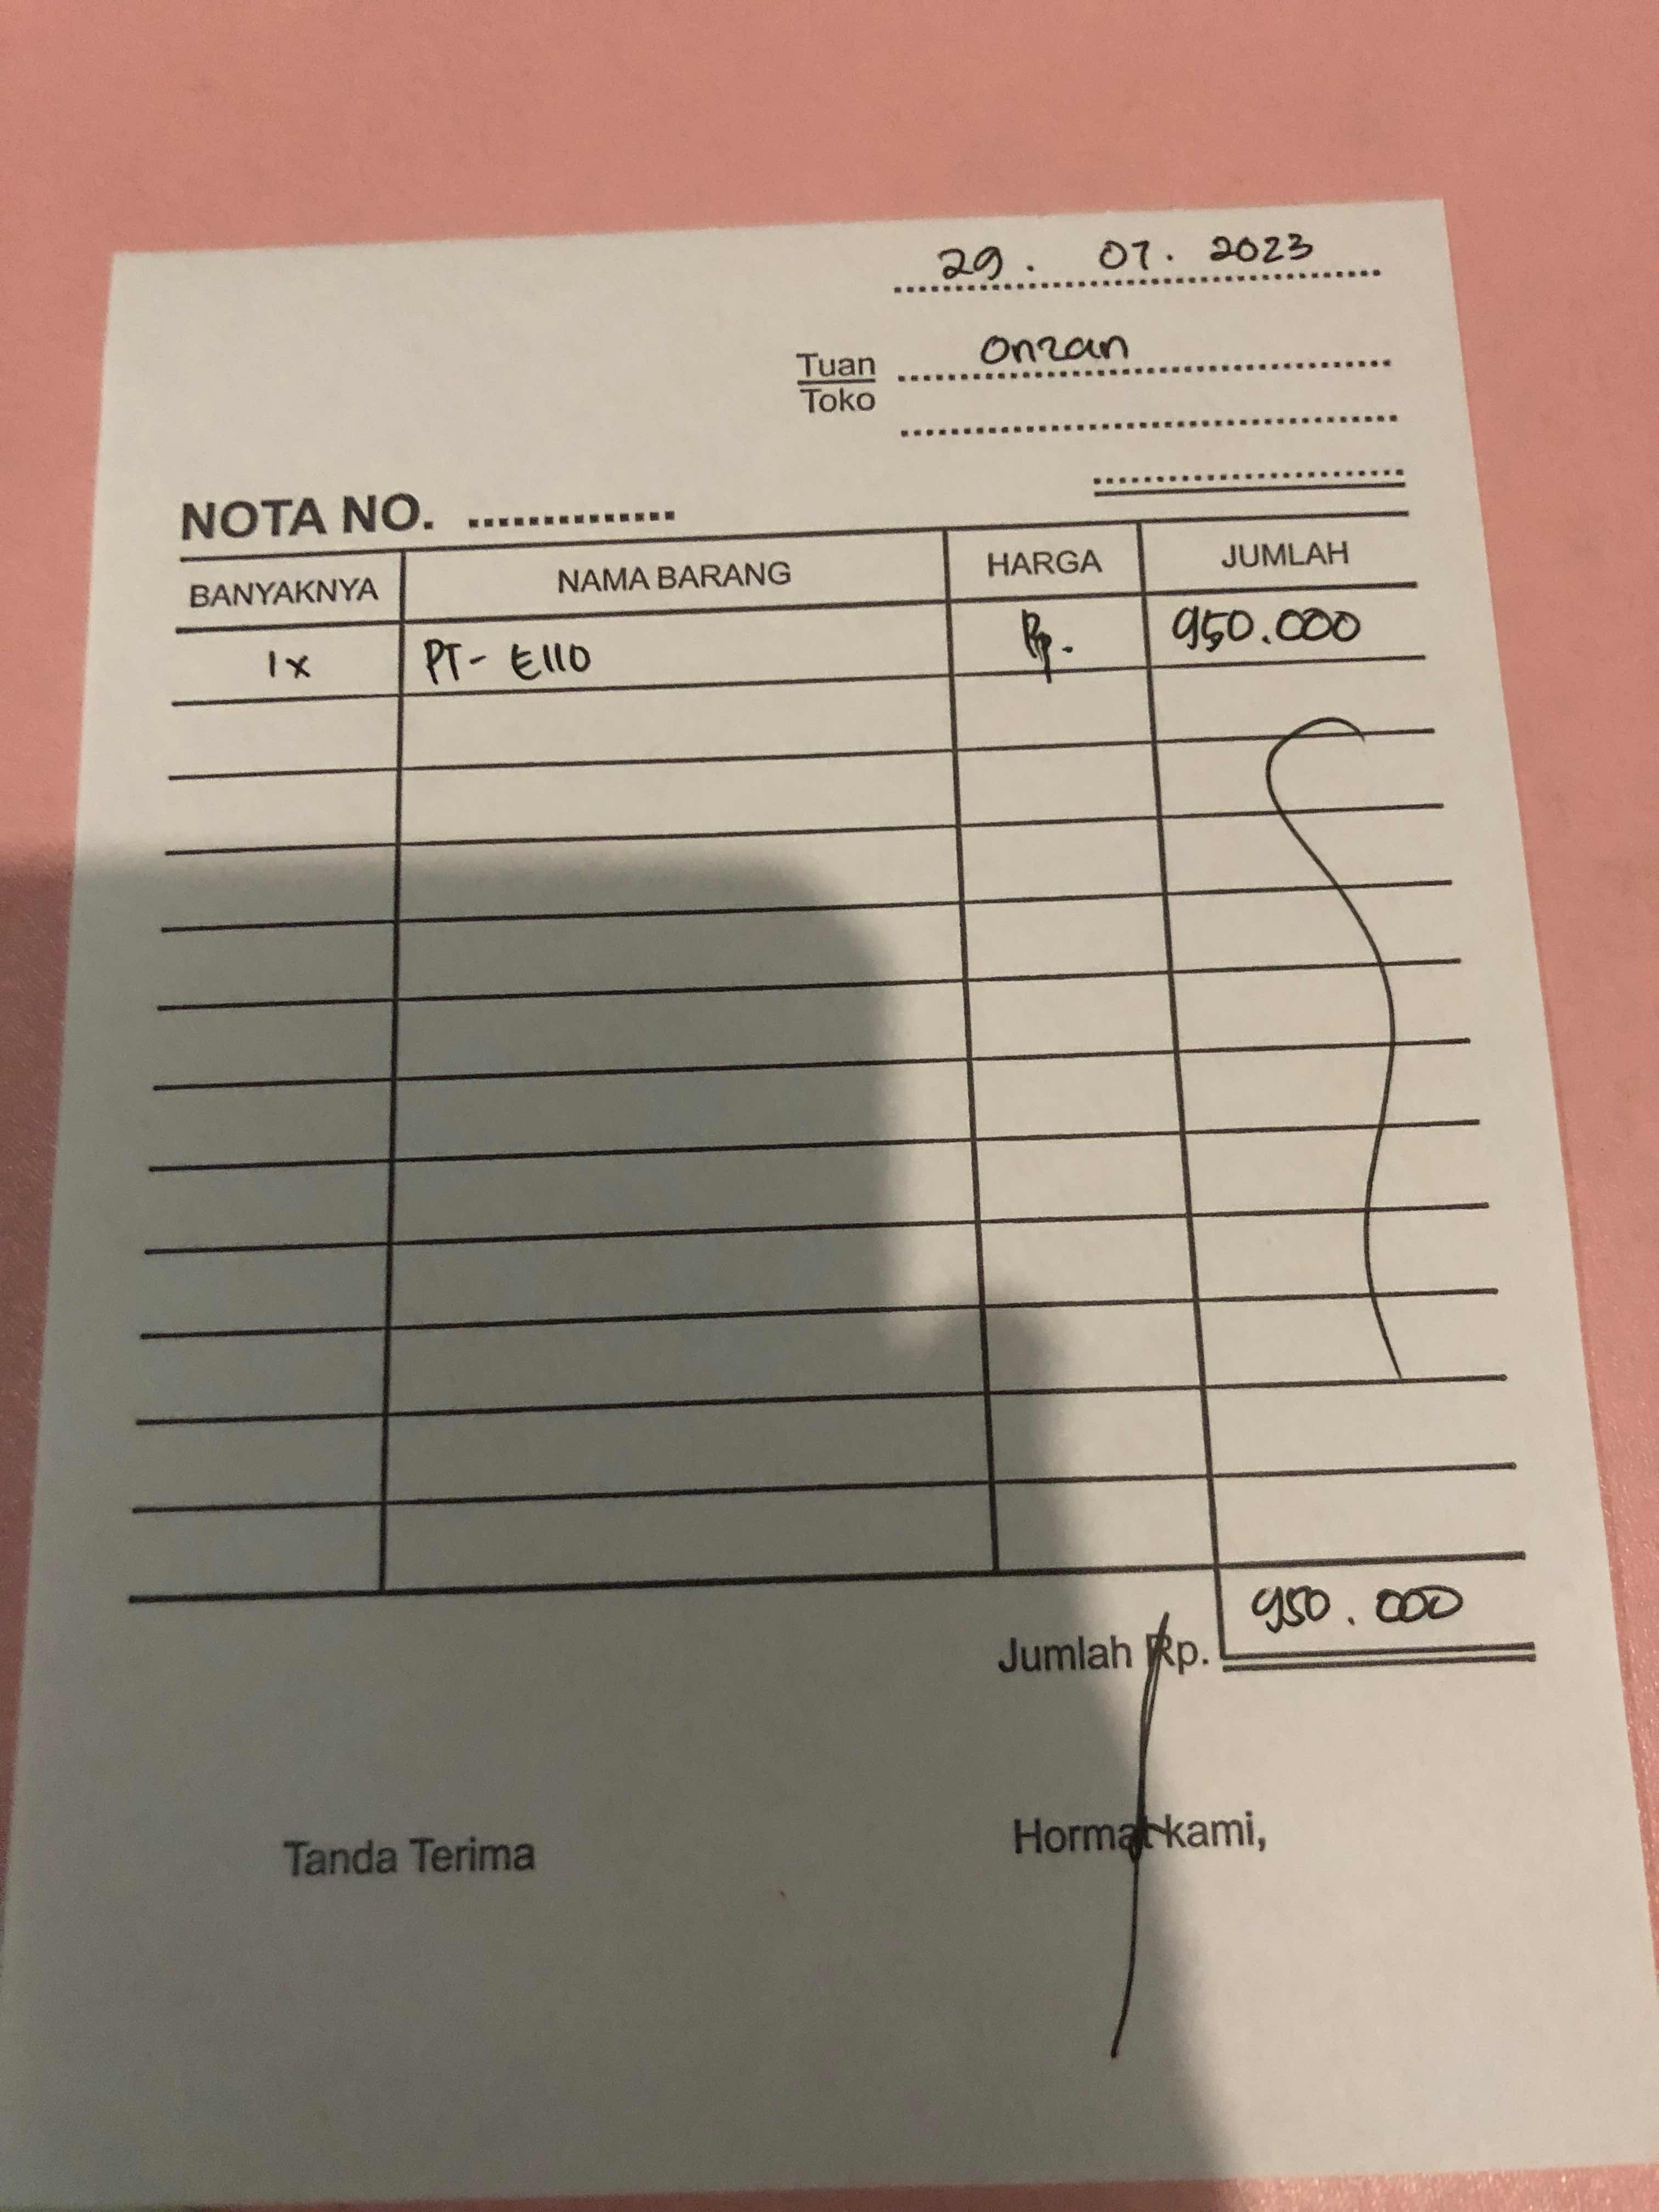 29. 07. 2023
Tuan Onzan
Toko
NOTA NO. ..............
BANYAKNYA NAMA BARANG HARGA JUMLAH
1x PT-E110 Rp. 950.000
Jumlah Rp. 950.000
Tanda Terima Hormat kami,